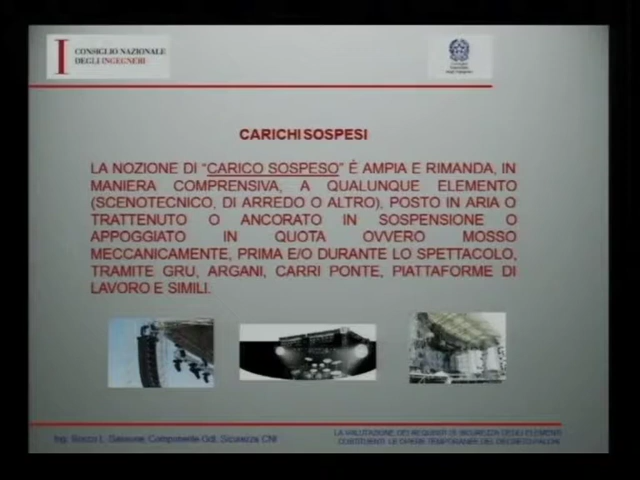 CONSIGLIO NAZIONALE
DEGLI INGEGNERI
CARICHI SOSPESI
LA NOZIONE DI “CARICO SOSPESO” È AMPIA E RIMANDA, IN
MANIERA COMPRENSIVA, A QUALUNQUE ELEMENTO
(SCENOTECNICO, DI ARREDO O ALTRO), POSTO IN ARIA O
TRATTENUTO O ANCORATO IN SOSPENSIONE O
APPOGGIATO IN QUOTA OVVERO MOSSO
MECCANICAMENTE, PRIMA E/O DURANTE LO SPETTACOLO,
TRAMITE GRU, ARGANI, CARRI PONTE, PIATTAFORME DI
LAVORO E SIMILI.
Ing. Rocco L. Componente GdL Sicurezza CNI
LA VALUTAZIONE DEI REQUISITI DI SICUREZZA DEGLI ELEMENTI
COSTITUENTI LE OPERE TEMPORANEE DEL DECRETO PALCHI